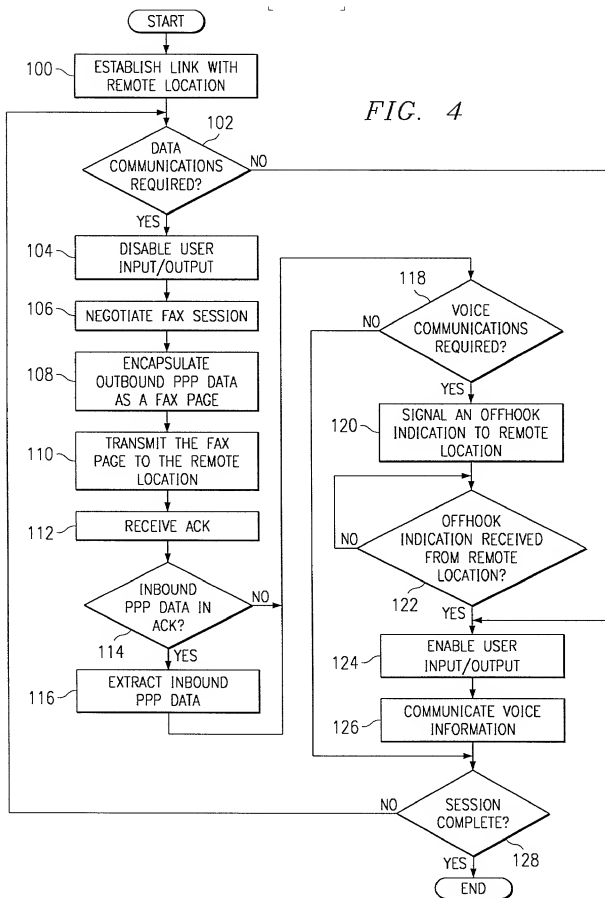 START
100
ESTABLISH LINK WITH
REMOTE LOCATION
FIG. 4
102
DATA
COMMUNICATIONS
REQUIRED?
NO
YES
104
DISABLE USER
INPUT/OUTPUT
106
NEGOTIATE FAX SESSION
108
ENCAPSULATE
OUTBOUND PPP DATA
AS A FAX PAGE
110
TRANSMIT THE FAX
PAGE TO THE REMOTE
LOCATION
112
RECEIVE ACK
INBOUND
PPP DATA IN
ACK?
NO
114
YES
116
EXTRACT INBOUND
PPP DATA
118
NO
VOICE
COMMUNICATIONS
REQUIRED?
YES
120
SIGNAL AN OFFHOOK
INDICATION TO REMOTE
LOCATION
NO
OFFHOOK
INDICATION RECEIVED
FROM REMOTE
LOCATION?
122
YES
124
ENABLE USER
INPUT/OUTPUT
126
COMMUNICATE VOICE
INFORMATION
NO
SESSION
COMPLETE?
128
YES
END